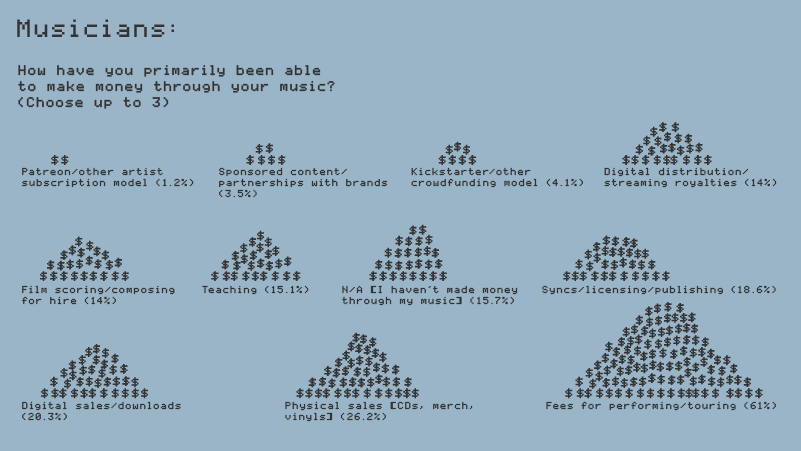 Musicians:
How have you primarily been able
to make money through your music?
(Choose up to 3)
Patreon/other artist
subscription model (1.2%)
Sponsored content/
partnerships with brands
(3.5%)
Kickstarter/other
crowdfunding model (4.1%)
Digital distribution/
streaming royalties (14%)
Film scoring/composing
for hire (14%)
Teaching (15.1%)
N/A [I haven't made money
through my music] (15.7%)
Syncs/licensing/publishing (18.6%)
Digital sales/downloads
(20.3%)
Physical sales [CDs, merch,
vinyls] (26.2%)
Fees for performing/touring (61%)